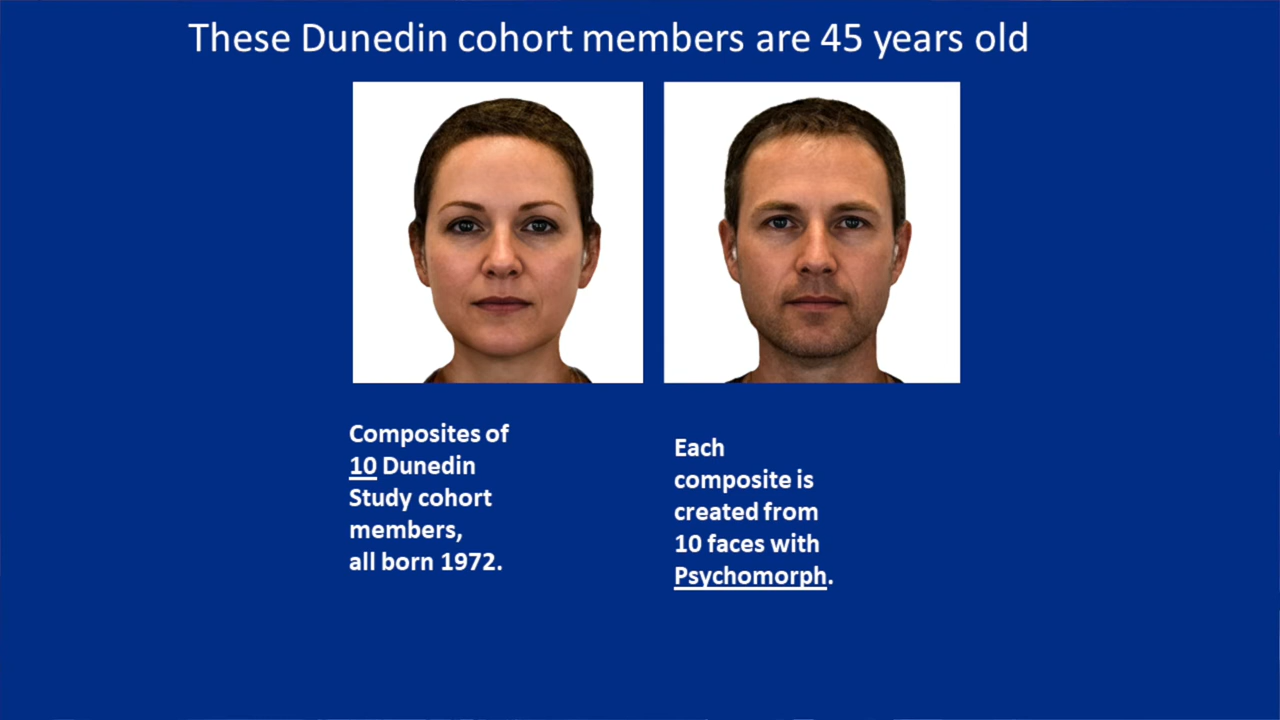 These Dunedin cohort members are 45 years old
Composites of
10 Dunedin
Study cohort
members,
all born 1972.
Each
composite is
created from
10 faces with
Psychomorph.